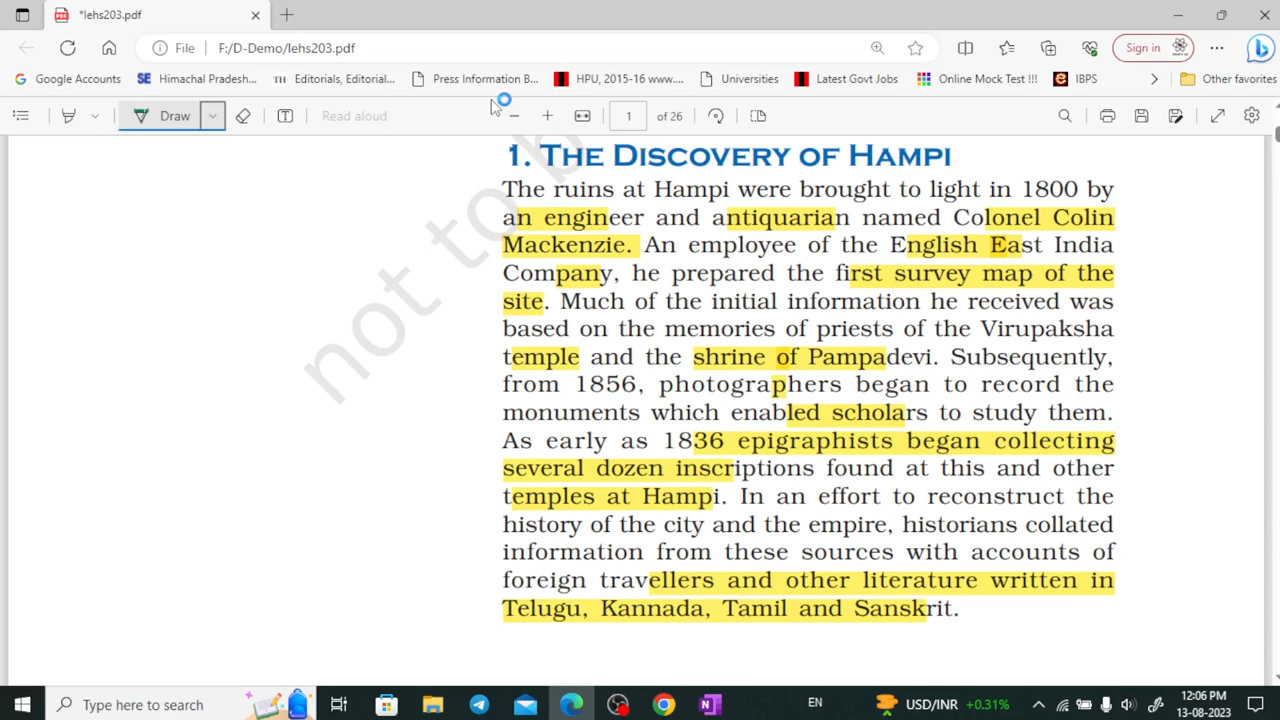 *lehs203.pdf
File F:/D-Demo/lehs203.pdf Sign in
Google Accounts SE Himachal Pradesh... TH Editorials, Editorial... Press Information B... HPU, 2015-16 www.... Universities Latest Govt Jobs Online Mock Test !!! IBPS Other favorites
Draw Read aloud 1 of 26
not to b
1. THE DISCOVERY OF HAMPI
The ruins at Hampi were brought to light in 1800 by
an engineer and antiquarian named Colonel Colin
Mackenzie. An employee of the English East India
Company, he prepared the first survey map of the
site. Much of the initial information he received was
based on the memories of priests of the Virupaksha
temple and the shrine of Pampadevi. Subsequently,
from 1856, photographers began to record the
monuments which enabled scholars to study them.
As early as 1836 epigraphists began collecting
several dozen inscriptions found at this and other
temples at Hampi. In an effort to reconstruct the
history of the city and the empire, historians collated
information from these sources with accounts of
foreign travellers and other literature written in
Telugu, Kannada, Tamil and Sanskrit.
Type here to search EN USD/INR +0.31% 12:06 PM
13-08-2023